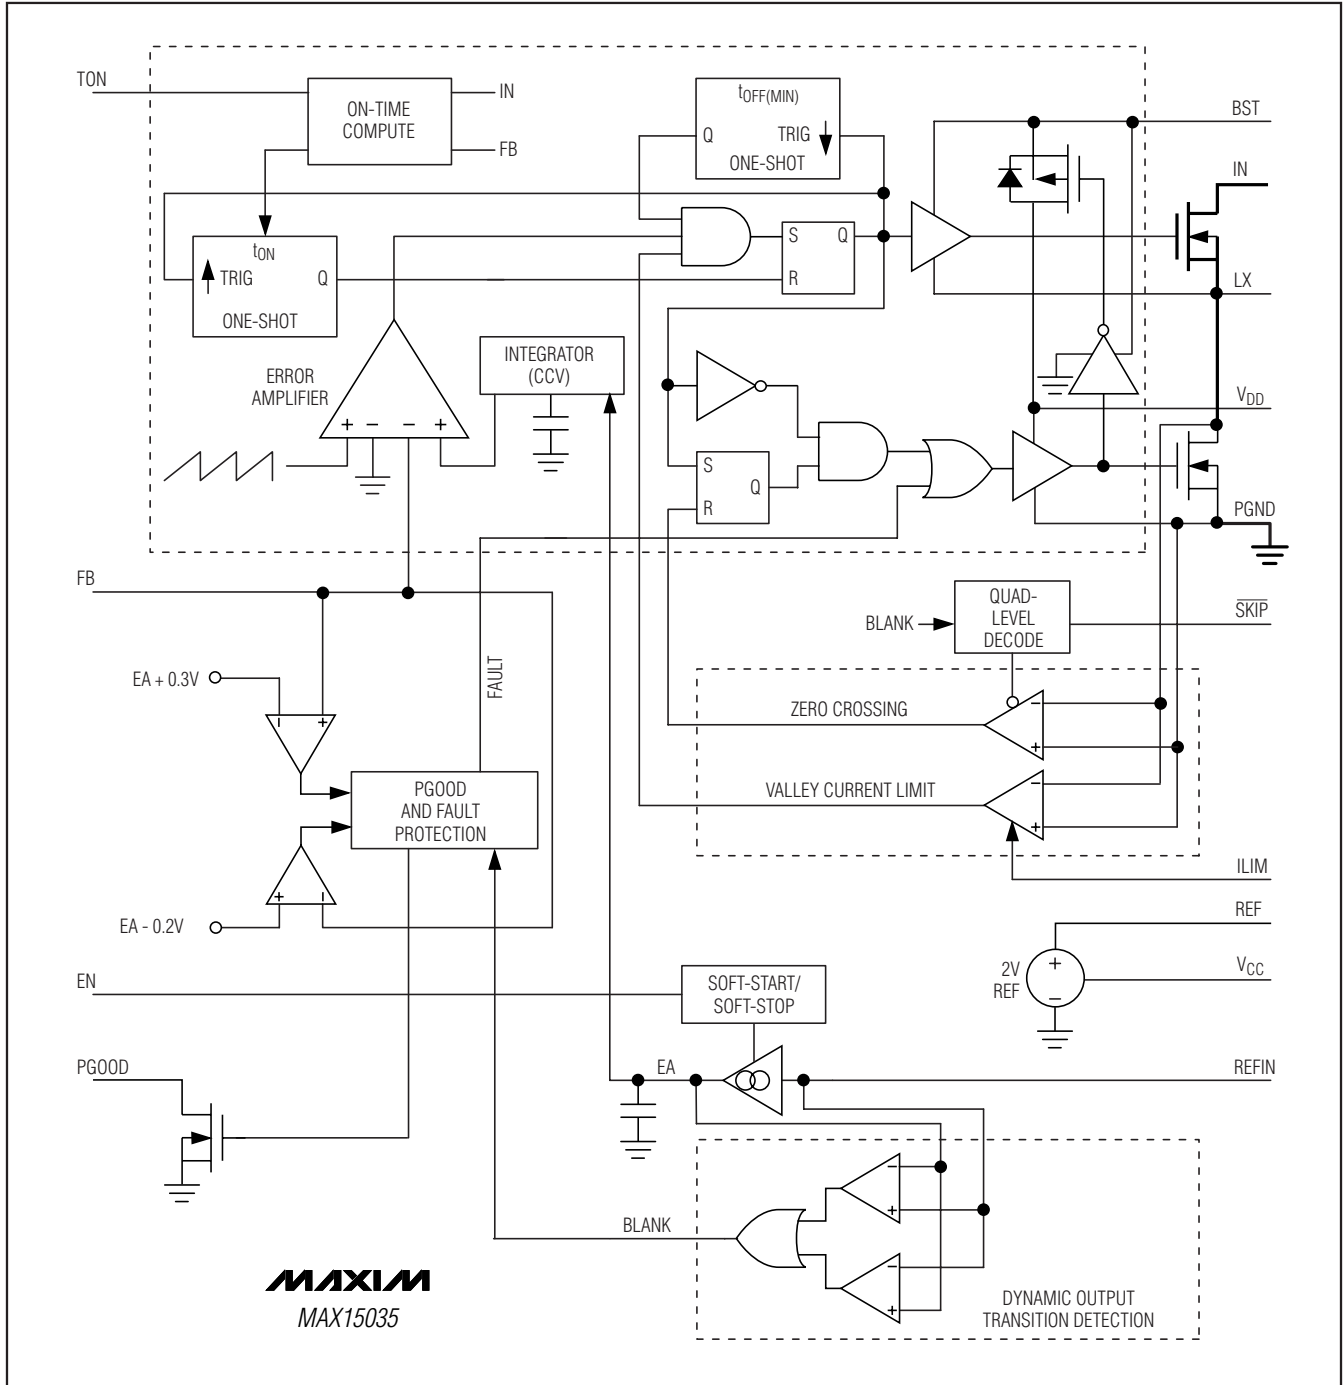 TON
ON-TIME
COMPUTE
IN
FB
tOFF(MIN)
Q
TRIG
ONE-SHOT
BST
IN
tON
TRIG
Q
ONE-SHOT
S
Q
R
LX
ERROR
AMPLIFIER
+
−
−
+
INTEGRATOR
(CCV)
VDD
S
Q
R
PGND
FB
BLANK
QUAD-
LEVEL
DECODE
SKIP
EA + 0.3V
−
+
FAULT
ZERO CROSSING
−
+
VALLEY CURRENT LIMIT
−
+
PGOOD
AND FAULT
PROTECTION
ILIM
+
−
EA - 0.2V
REF
2V
REF
+
−
VCC
EN
SOFT-START/
SOFT-STOP
PGOOD
EA
REFIN
−
+
BLANK
−
+
DYNAMIC OUTPUT
TRANSITION DETECTION
MAXIM
MAX15035